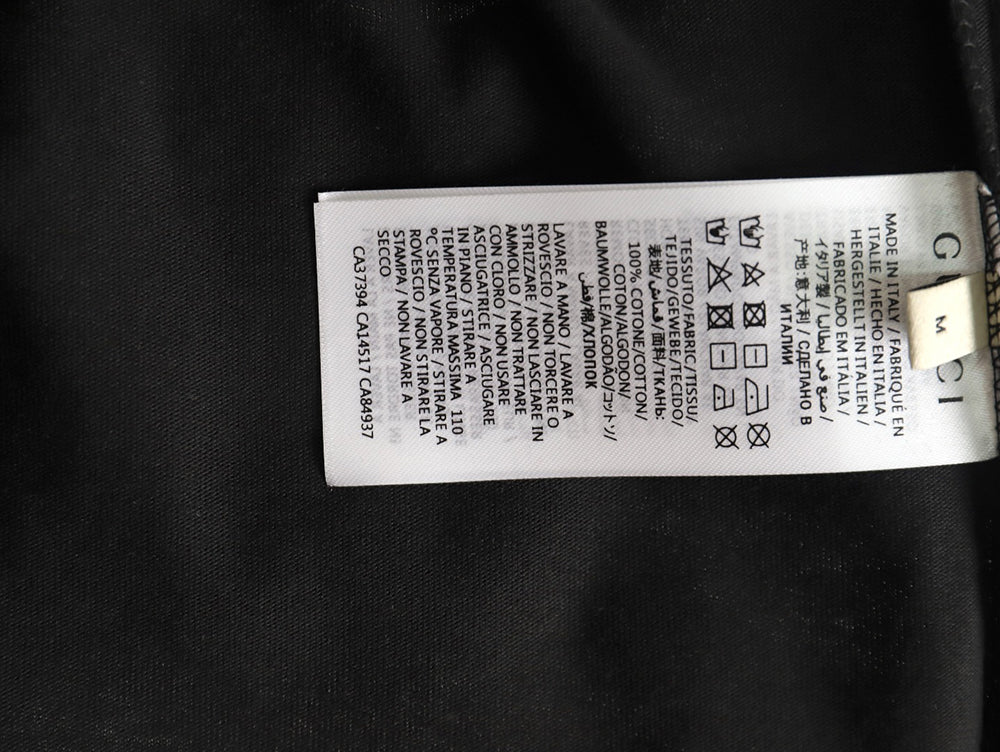 GUCCI
M
MADE IN ITALY / FABRIQUÉ EN
ITALIE / HECHO EN ITALIA /
HERGESTELLT IN ITALIEN /
FABRICADO EM ITÁLIA /
イタリア製 / صنع في إيطاليا /
产地:意大利 / СДЕЛАНО В
ИТАЛИИ
TESSUTO/FABRIC/TISSU/
TEJIDO/GEWEBE/TECIDO/
表地/قماش/面料/ТКАНЬ:
100% COTONE/COTTON/
COTON/ALGODON/
BAUMWOLLE/ALGODÃO/コットン/
قطن/棉/ХЛОПОК
LAVARE A MANO / LAVARE A
ROVESCIO / NON TORCERE O
STRIZZARE / NON LASCIARE IN
AMMOLLO / NON TRATTARE
CON CLORO / NON USARE
ASCIUGATRICE / ASCIUGARE
IN PIANO / STIRARE A
TEMPERATURA MASSIMA 110
°C SENZA VAPORE / STIRARE A
ROVESCIO / NON STIRARE LA
STAMPA / NON LAVARE A
SECCO
CA37394 CA14517 CA84937